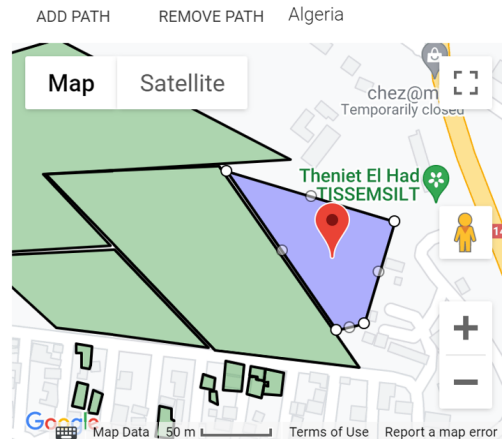 ADD PATH REMOVE PATH Algeria
Map Satellite
chez@m
Temporarily closed
Theniet El Had
TISSEMSILT
14
Google
Map Data 50 m Terms of Use Report a map error